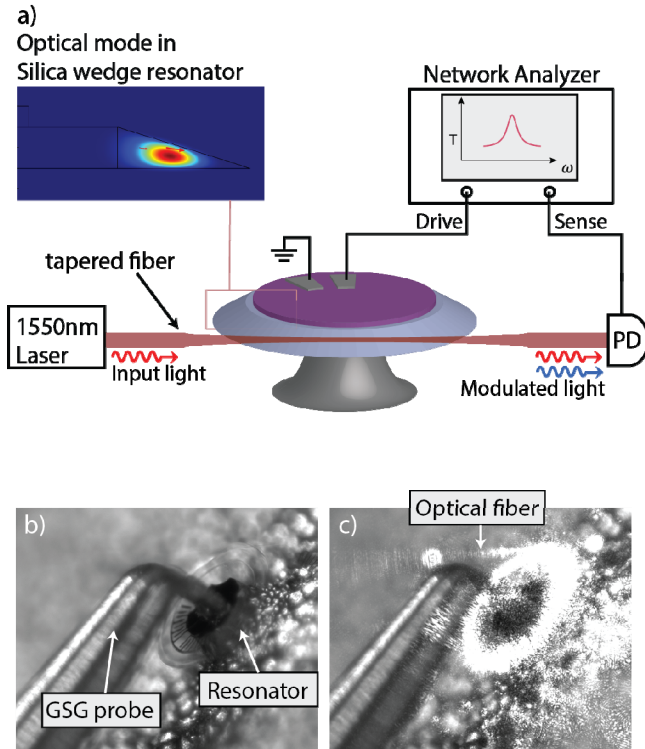 a)
Optical mode in
Silica wedge resonator
Network Analyzer
T
ω
Drive
Sense
tapered fiber
1550nm
Laser
PD
Input light
Modulated light
b)
GSG probe
Resonator
c)
Optical fiber